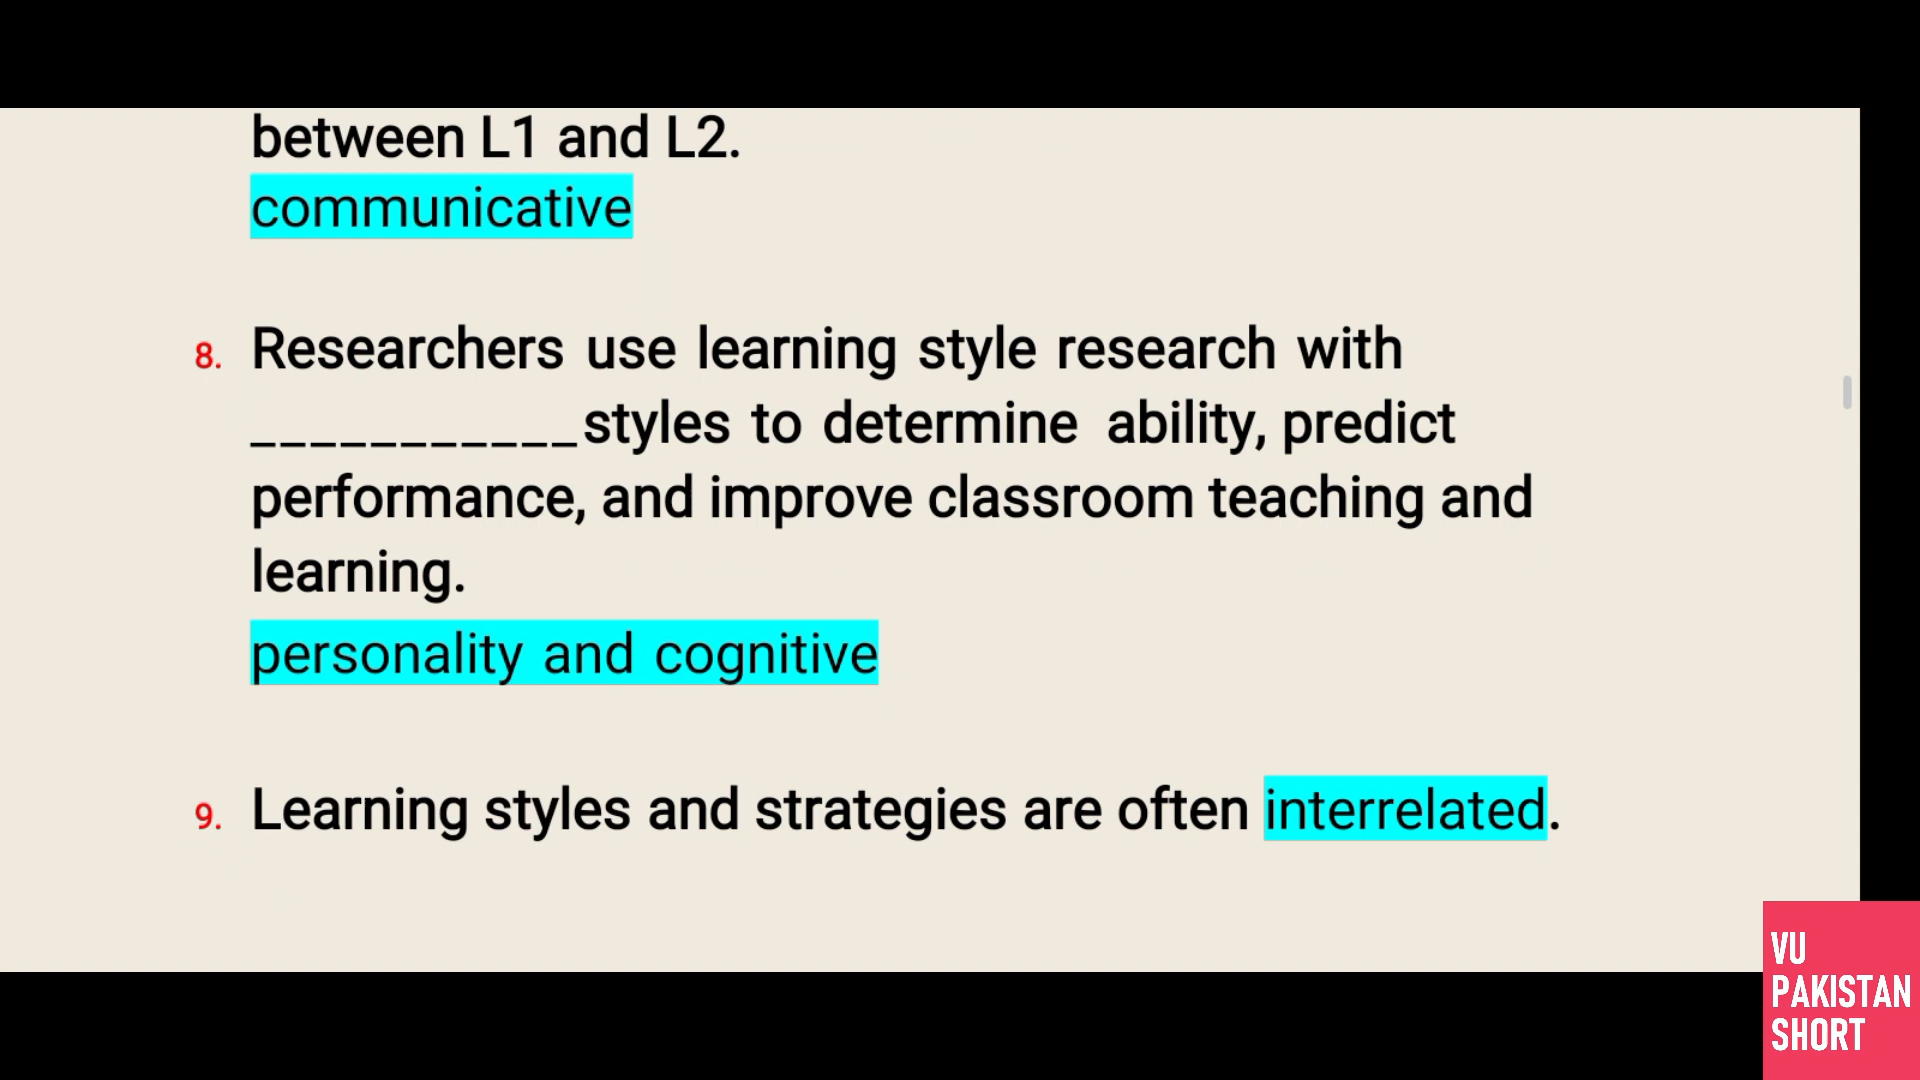 between L1 and L2.
communicative
8. Researchers use learning style research with
___________styles to determine ability, predict
performance, and improve classroom teaching and
learning.
personality and cognitive
9. Learning styles and strategies are often interrelated.
VU
PAKISTAN
SHORT